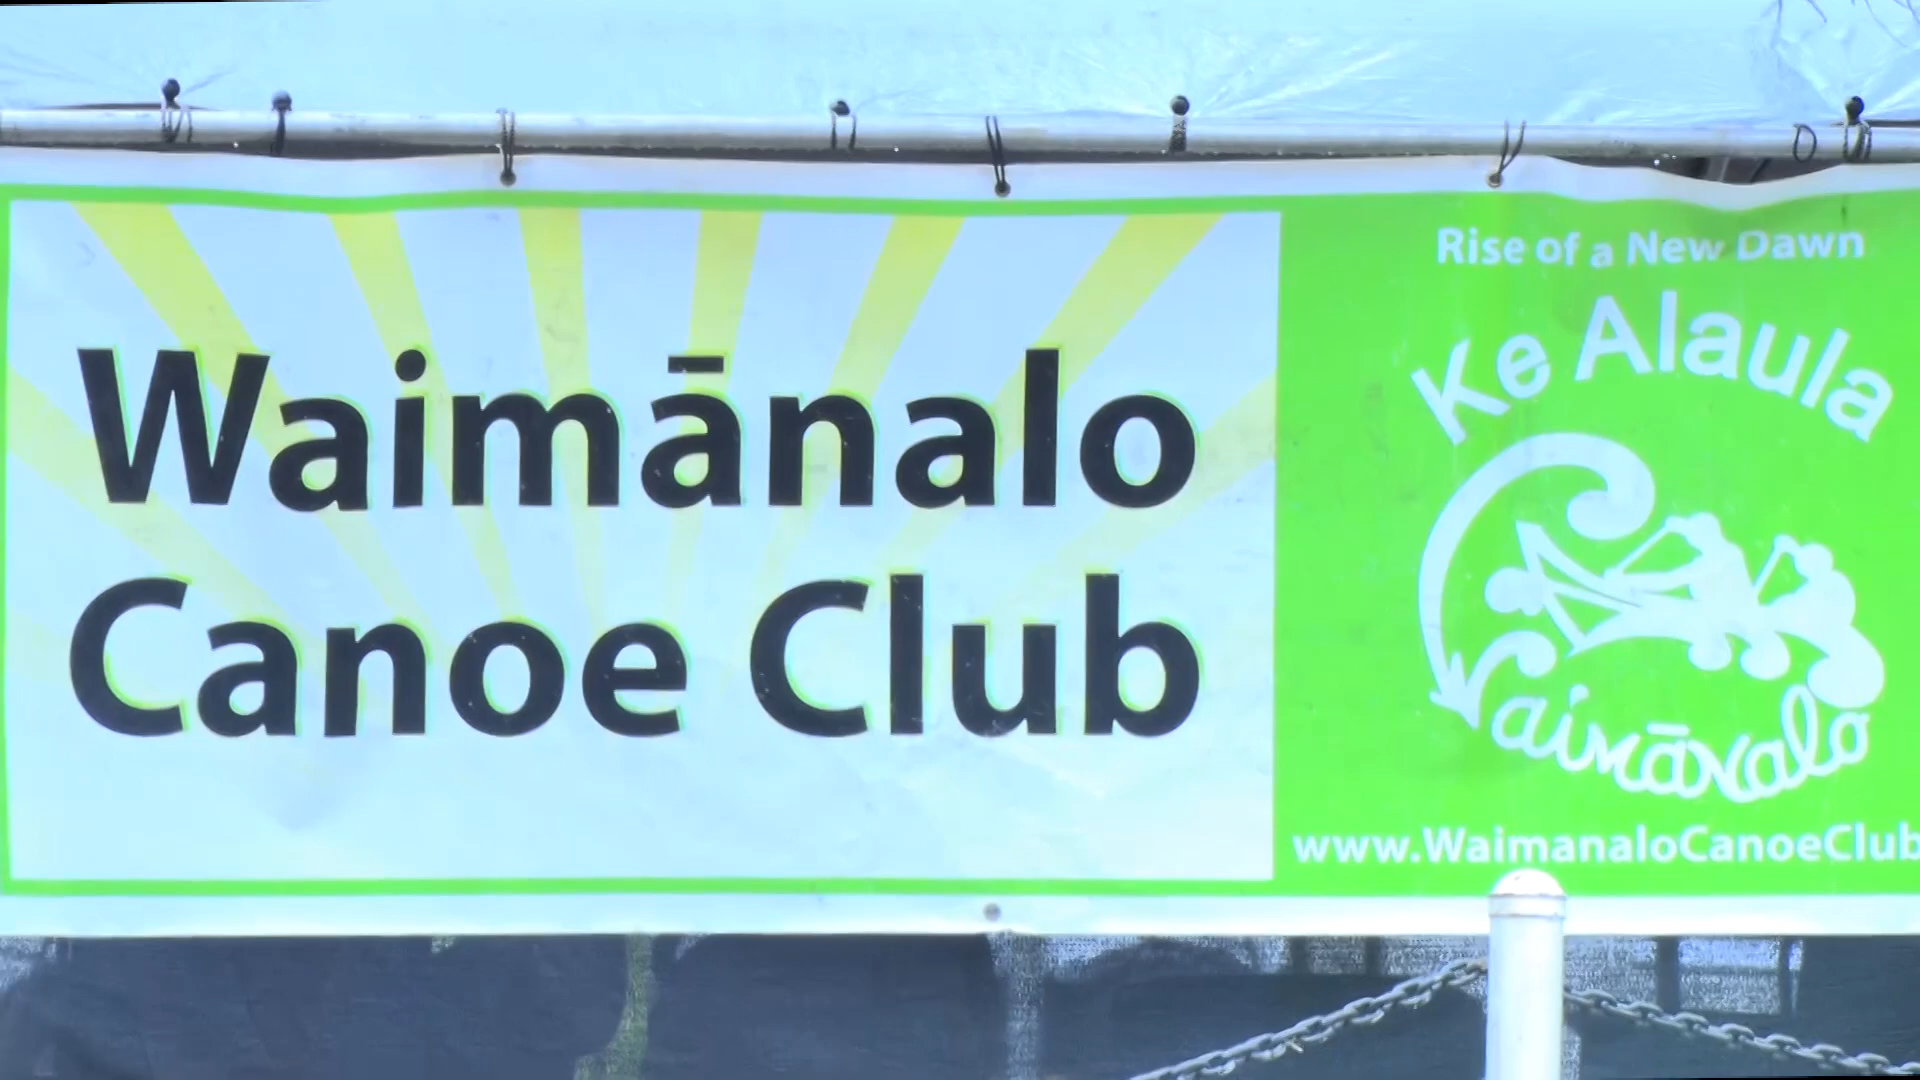 Waimānalo
Canoe Club
Rise of a New Dawn
Ke Alaula
Waimānalo
www.WaimanaloCanoeClub